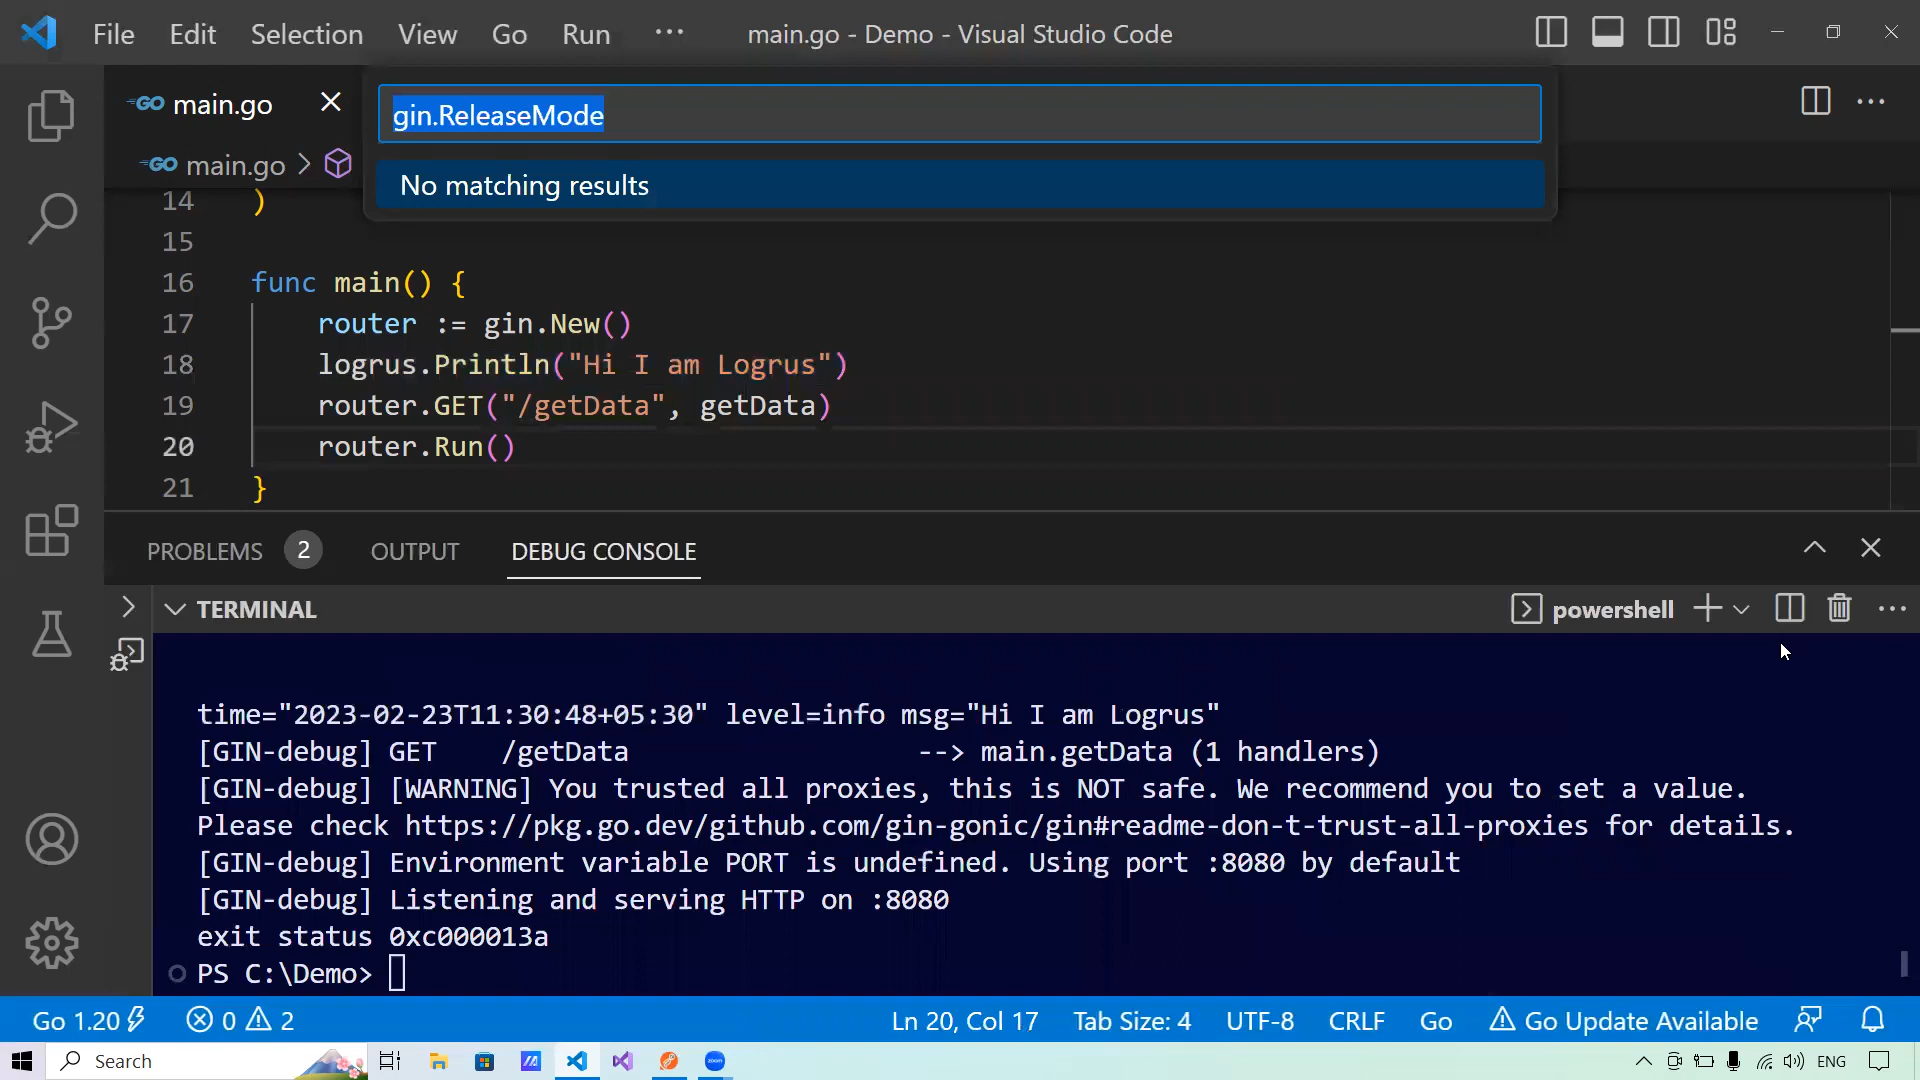 File Edit Selection View Go Run ··· main.go - Demo - Visual Studio Code
GO main.go
gin.ReleaseMode
GO main.go >
No matching results
14 )
15
16 func main() {
17 router := gin.New()
18 logrus.Println("Hi I am Logrus")
19 router.GET("/getData", getData)
20 router.Run()
21 }
PROBLEMS 2 OUTPUT DEBUG CONSOLE
TERMINAL powershell
time="2023-02-23T11:30:48+05:30" level=info msg="Hi I am Logrus"
[GIN-debug] GET /getData --> main.getData (1 handlers)
[GIN-debug] [WARNING] You trusted all proxies, this is NOT safe. We recommend you to set a value.
Please check https://pkg.go.dev/github.com/gin-gonic/gin#readme-don-t-trust-all-proxies for details.
[GIN-debug] Environment variable PORT is undefined. Using port :8080 by default
[GIN-debug] Listening and serving HTTP on :8080
exit status 0xc000013a
PS C:\Demo>
Go 1.20 0 2 Ln 20, Col 17 Tab Size: 4 UTF-8 CRLF Go Go Update Available
Search zoom ENG